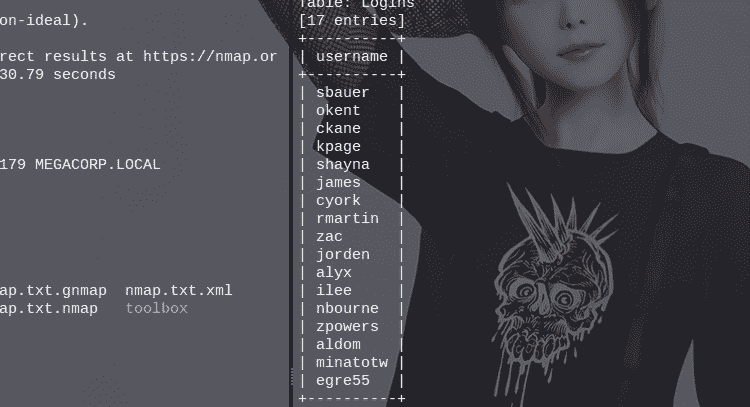 on-ideal).
rect results at https://nmap.or
30.79 seconds
179 MEGACORP.LOCAL
ap.txt.gnmap  nmap.txt.xml
ap.txt.nmap   toolbox
Table: Logins
[17 entries]
+----------+
| username |
+----------+
| sbauer   |
| okent    |
| ckane    |
| kpage    |
| shayna   |
| james    |
| cyork    |
| rmartin  |
| zac      |
| jorden   |
| alyx     |
| ilee     |
| nbourne  |
| zpowers  |
| aldom    |
| minatotw |
| egre55   |
+----------+